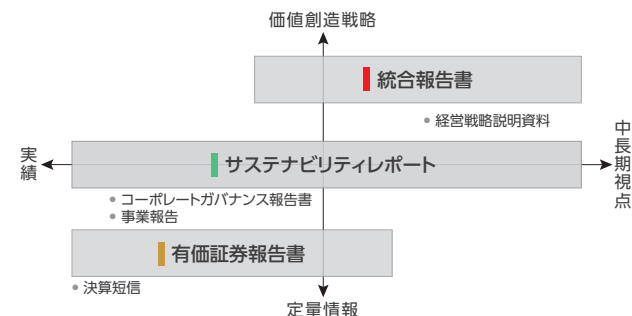 価値創造戦略
統合報告書
• 経営戦略説明資料
実績
サステナビリティレポート
中長期視点
• コーポレートガバナンス報告書
• 事業報告
有価証券報告書
• 決算短信
定量情報